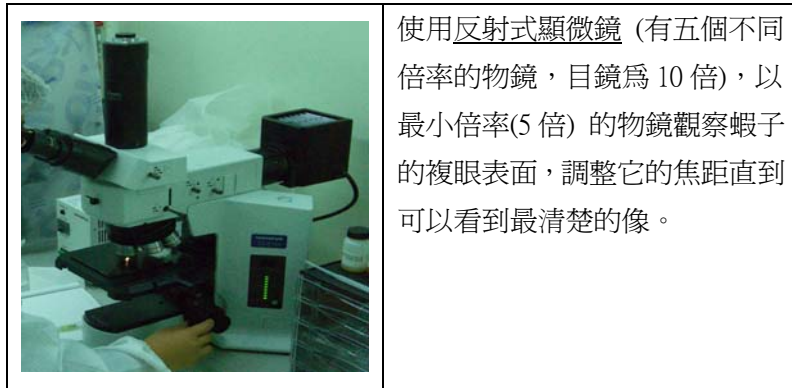 使用反射式顯微鏡 (有五個不同
倍率的物鏡，目鏡爲 10 倍)，以
最小倍率(5 倍) 的物鏡觀察蝦子
的複眼表面，調整它的焦距直到
可以看到最清楚的像。